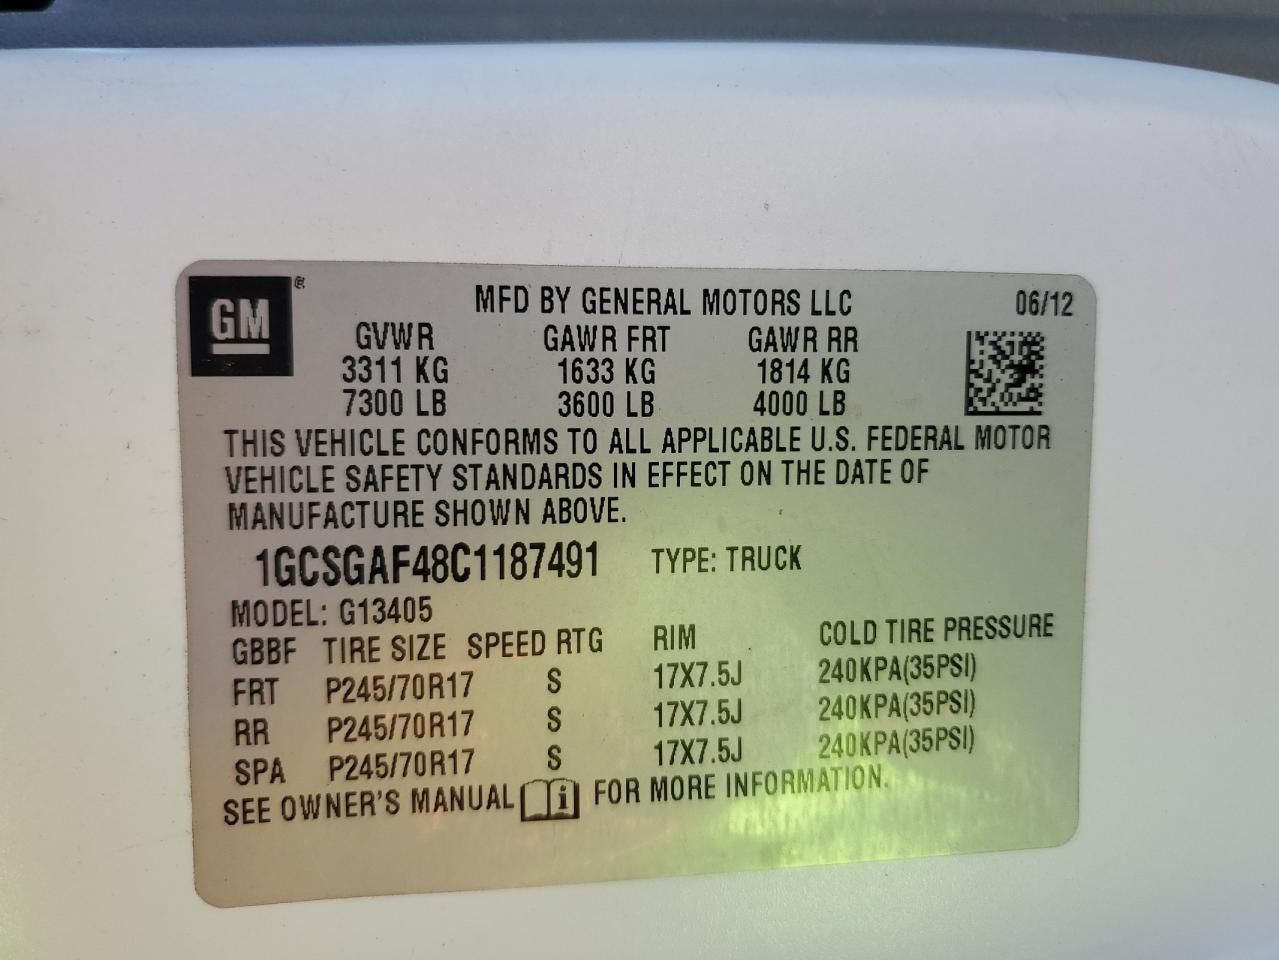 GM®
MFD BY GENERAL MOTORS LLC 06/12
GVWR GAWR FRT GAWR RR
3311 KG 1633 KG 1814 KG
7300 LB 3600 LB 4000 LB
THIS VEHICLE CONFORMS TO ALL APPLICABLE U.S. FEDERAL MOTOR
VEHICLE SAFETY STANDARDS IN EFFECT ON THE DATE OF
MANUFACTURE SHOWN ABOVE.
1GCSGAF48C1187491 TYPE: TRUCK
MODEL: G13405
GBBF TIRE SIZE SPEED RTG RIM COLD TIRE PRESSURE
FRT P245/70R17 S 17X7.5J 240KPA(35PSI)
RR P245/70R17 S 17X7.5J 240KPA(35PSI)
SPA P245/70R17 S 17X7.5J 240KPA(35PSI)
SEE OWNER'S MANUAL i FOR MORE INFORMATION.